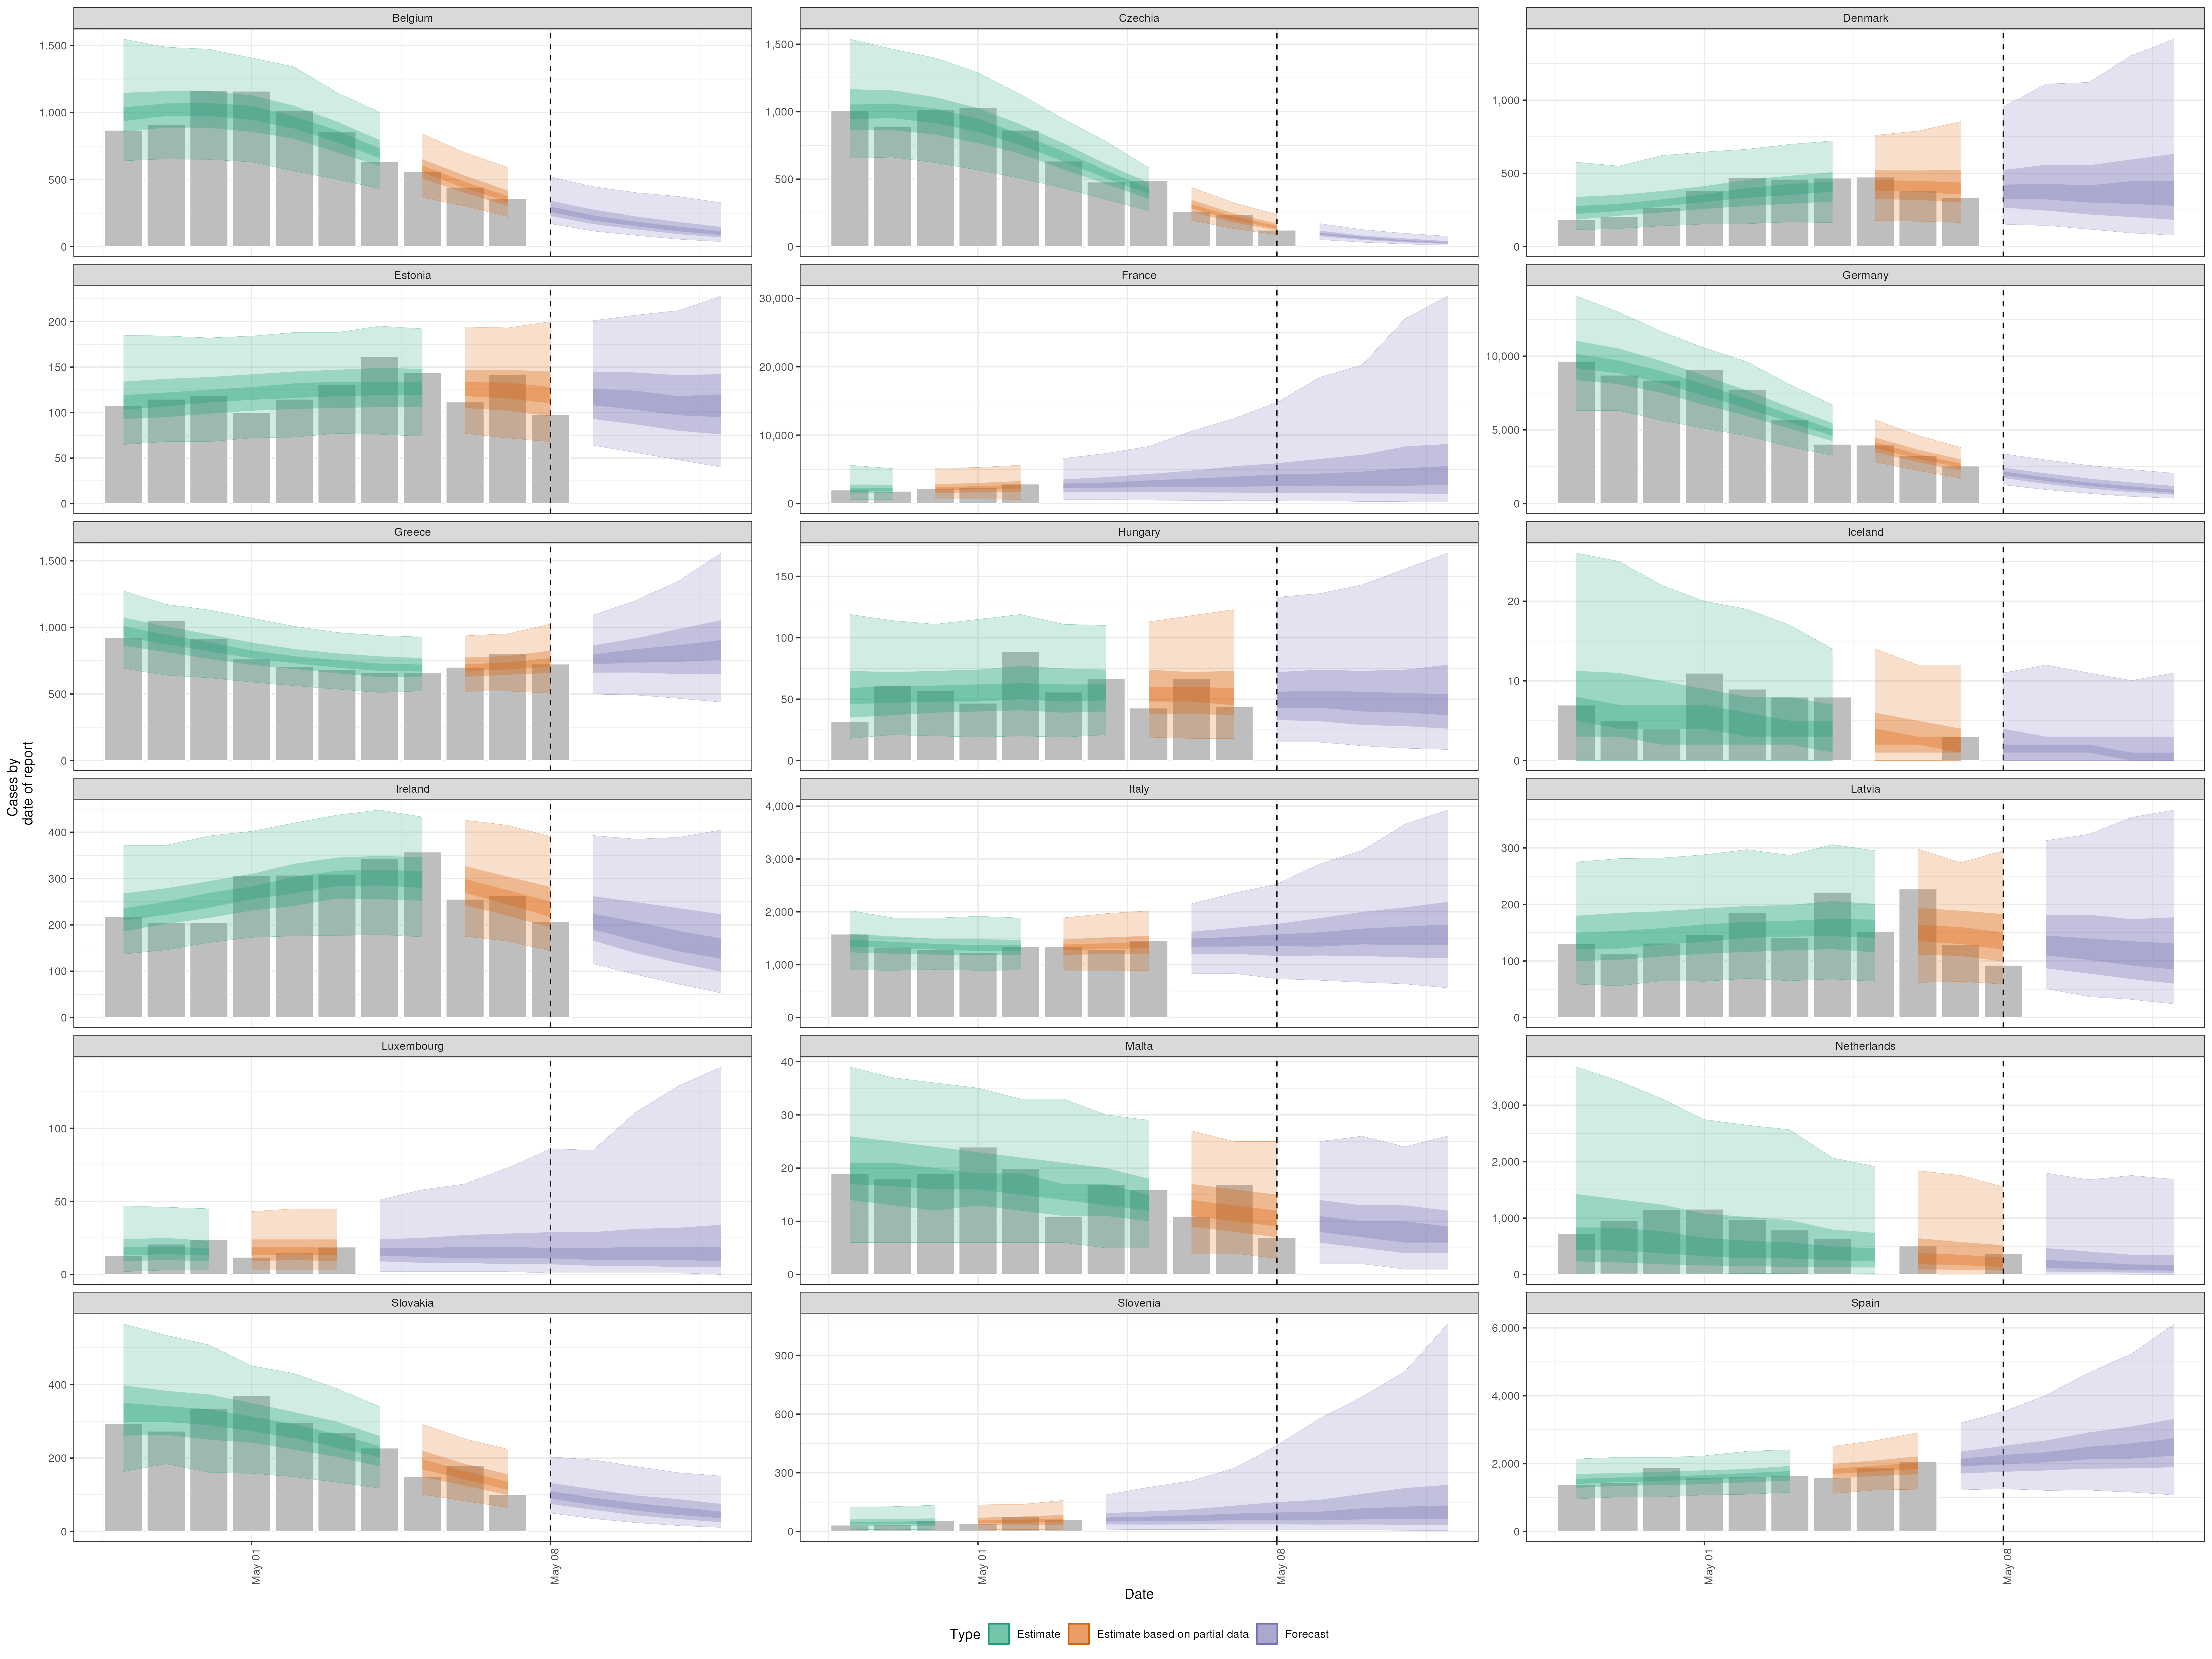 Belgium
Czechia
Denmark
1,500
1,000
500
0
1,500
1,000
500
0
1,000
500
0
Estonia
France
Germany
200
150
100
50
0
30,000
20,000
10,000
0
10,000
5,000
0
Greece
Hungary
Iceland
1,500
1,000
500
0
150
100
50
0
20
10
0
Cases by
date of report
Ireland
Italy
Latvia
400
300
200
100
0
4,000
3,000
2,000
1,000
0
300
200
100
0
Luxembourg
Malta
Netherlands
100
50
0
40
30
20
10
0
3,000
2,000
1,000
0
Slovakia
Slovenia
Spain
400
200
0
900
600
300
0
6,000
4,000
2,000
0
May 01
May 08
May 01
May 08
May 01
May 08
Date
Type Estimate Estimate based on partial data Forecast